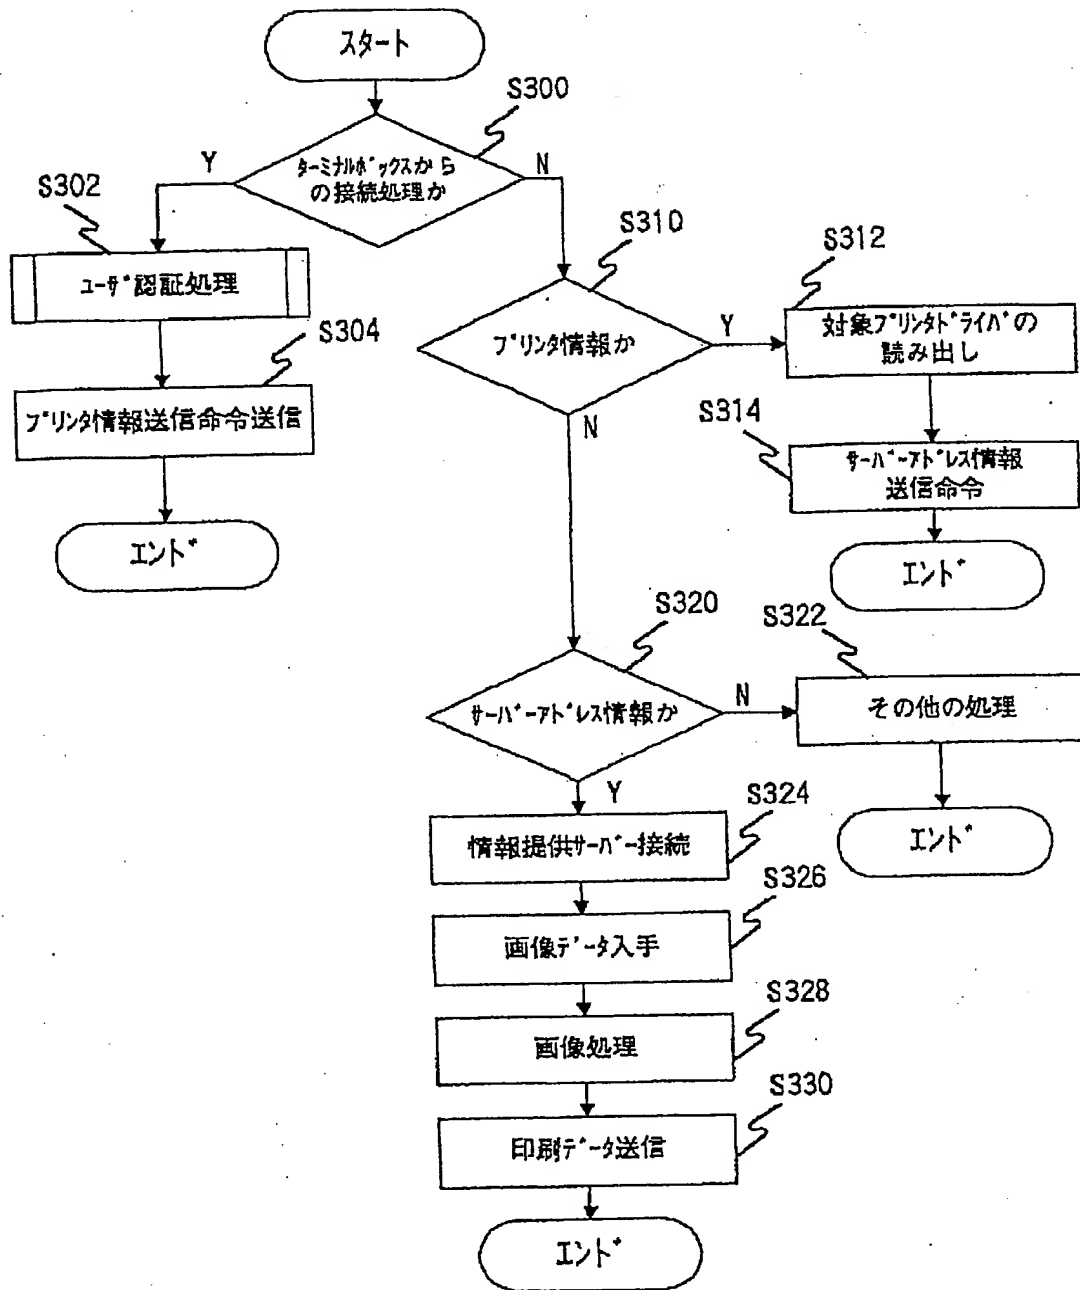 スタート
S300
ターミナルボックスから
の接続処理か
Y
N
S302
ユーザ認証処理
S304
プリンタ情報送信命令送信
エンド
S310
プリンタ情報か
Y
N
S312
対象プリンタドライバの
読み出し
S314
サーバーアドレス情報
送信命令
エンド
S320
サーバーアドレス情報か
N
Y
S322
その他の処理
エンド
S324
情報提供サーバー接続
S326
画像データ入手
S328
画像処理
S330
印刷データ送信
エンド